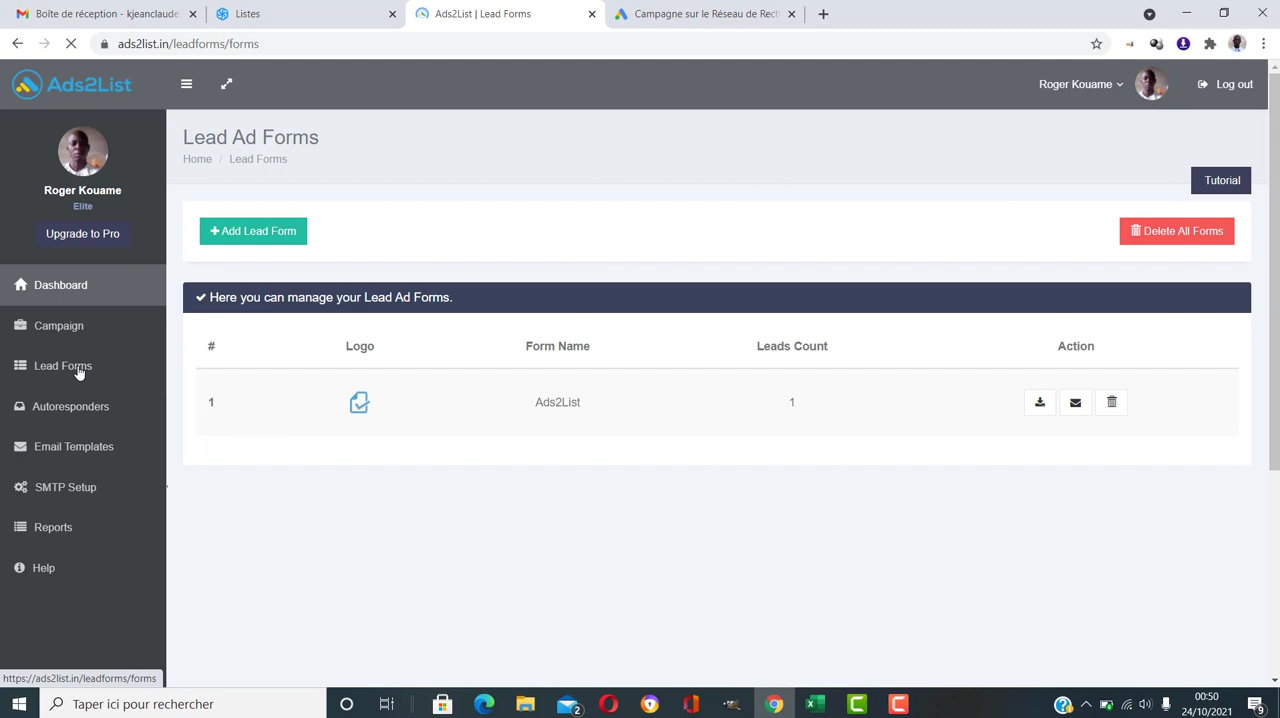 Boîte de réception - kjeanclaude
Listes
Ads2List | Lead Forms
Campagne sur le Réseau de Rech
ads2list.in/leadforms/forms
Ads2List
Roger Kouame
Log out
Roger Kouame
Elite
Upgrade to Pro
Dashboard
Campaign
Lead Forms
Autoresponders
Email Templates
SMTP Setup
Reports
Help
Lead Ad Forms
Home / Lead Forms
Tutorial
+ Add Lead Form
Delete All Forms
Here you can manage your Lead Ad Forms.
# Logo Form Name Leads Count Action
1 Ads2List 1
https://ads2list.in/leadforms/forms
Taper ici pour rechercher
2
00:50
24/10/2021
9